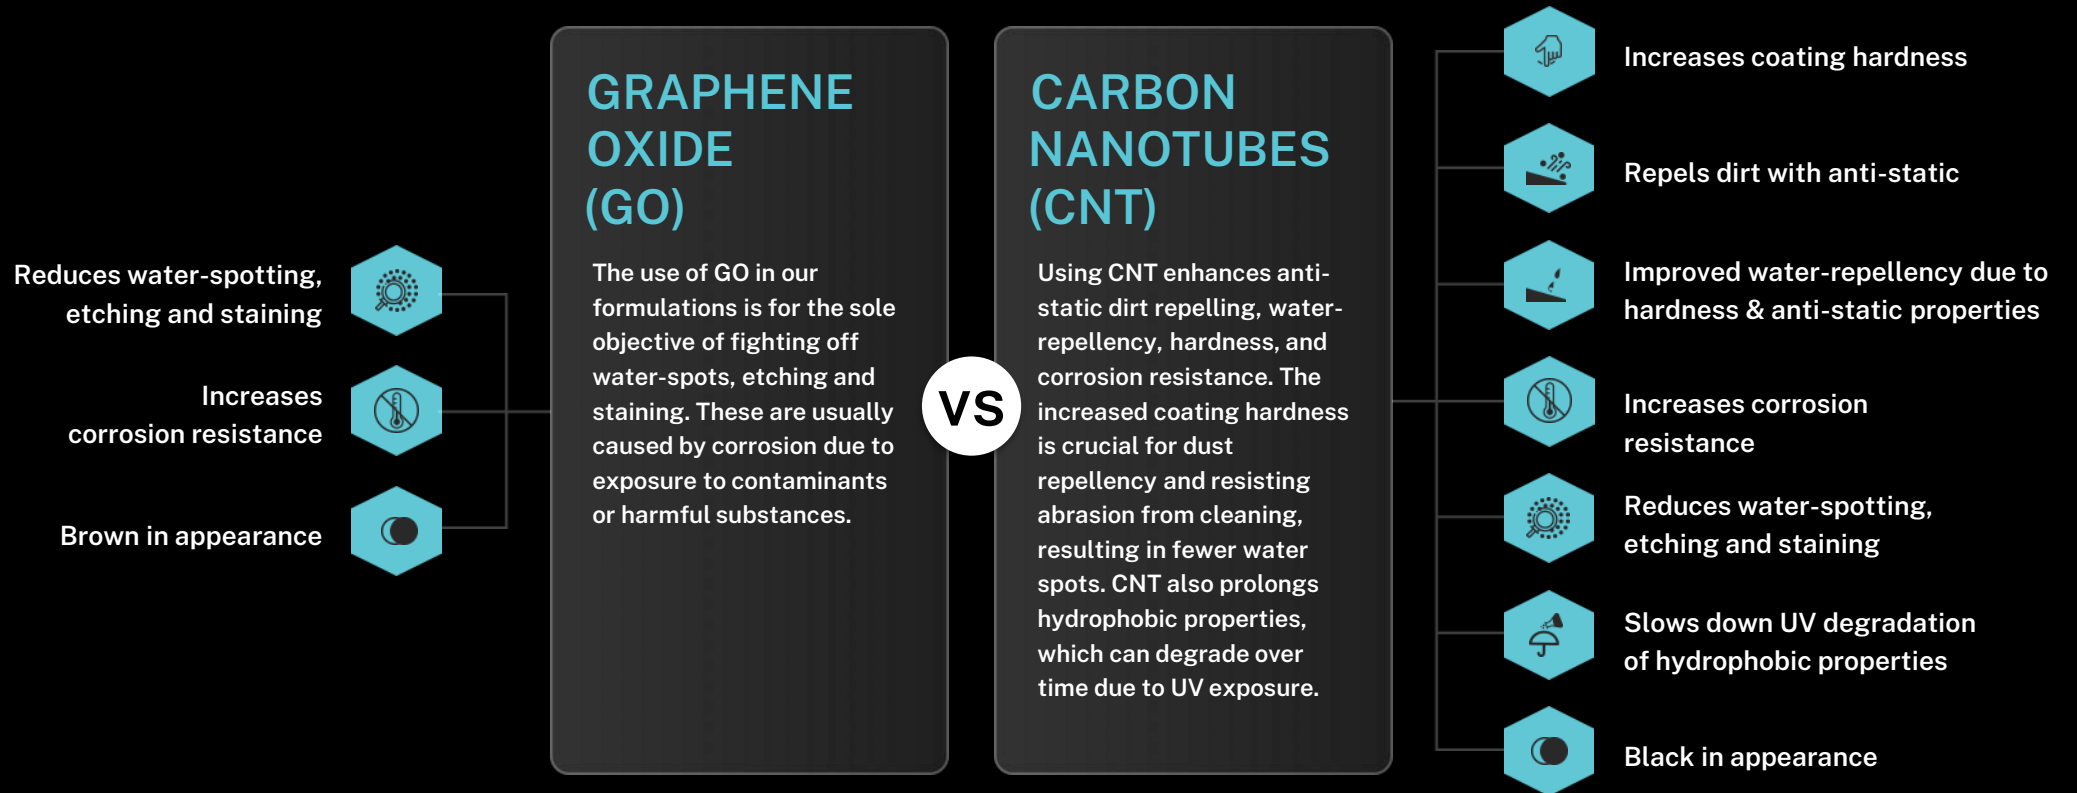 Reduces water-spotting,
etching and staining
Increases
corrosion resistance
Brown in appearance
GRAPHENE
OXIDE
(GO)
The use of GO in our
formulations is for the sole
objective of fighting off
water-spots, etching and
staining. These are usually
caused by corrosion due to
exposure to contaminants
or harmful substances.
VS
CARBON
NANOTUBES
(CNT)
Using CNT enhances anti-
static dirt repelling, water-
repellency, hardness, and
corrosion resistance. The
increased coating hardness
is crucial for dust
repellency and resisting
abrasion from cleaning,
resulting in fewer water
spots. CNT also prolongs
hydrophobic properties,
which can degrade over
time due to UV exposure.
Increases coating hardness
Repels dirt with anti-static
Improved water-repellency due to
hardness & anti-static properties
Increases corrosion
resistance
Reduces water-spotting,
etching and staining
Slows down UV degradation
of hydrophobic properties
Black in appearance